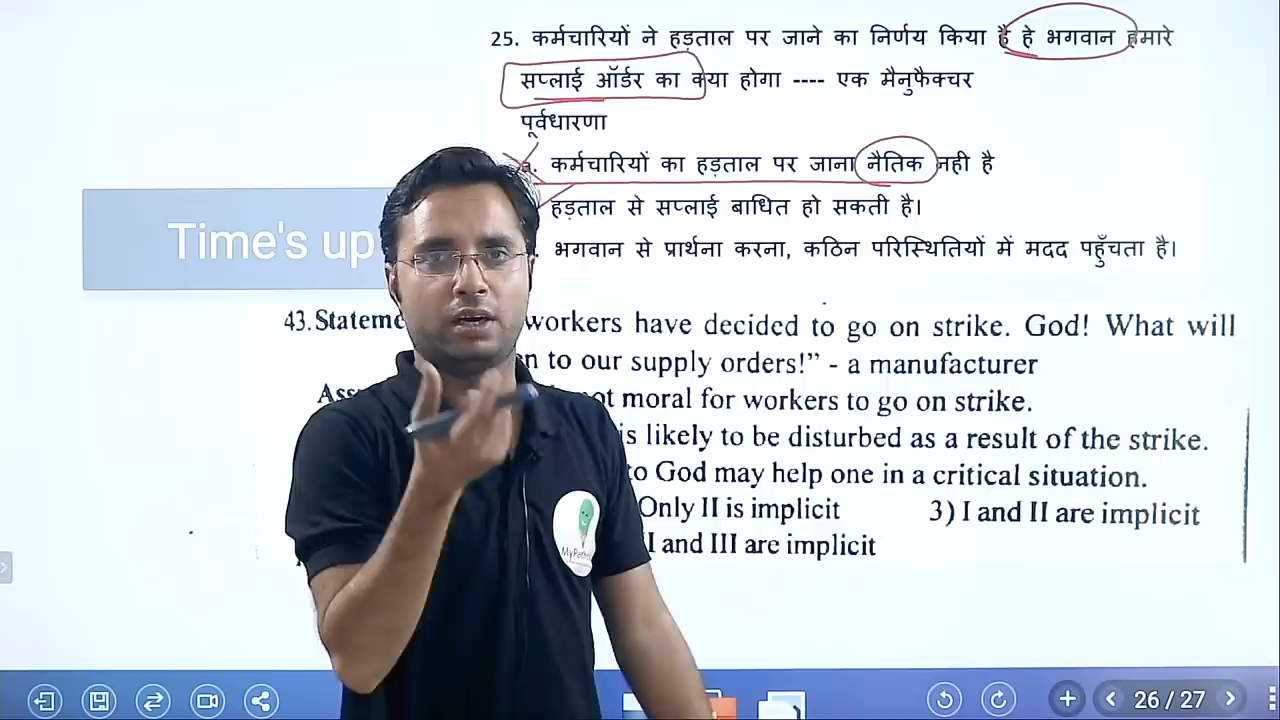 25. कर्मचारियों ने हड़ताल पर जाने का निर्णय किया है हे भगवान हमारे
सप्लाई ऑर्डर का क्या होगा ---- एक मैनुफैक्चर
पूर्वधारणा
a. कर्मचारियों का हड़ताल पर जाना नैतिक नही है
हड़ताल से सप्लाई बाधित हो सकती है।
भगवान से प्रार्थना करना, कठिन परिस्थितियों में मदद पहुँचता है।
Time's up
43. workers have decided to go on strike. God! What will
to our supply orders!" - a manufacturer
moral for workers to go on strike.
is likely to be disturbed as a result of the strike.
to God may help one in a critical situation.
Only II is implicit 3) I and II are implicit
and III are implicit
26 / 27